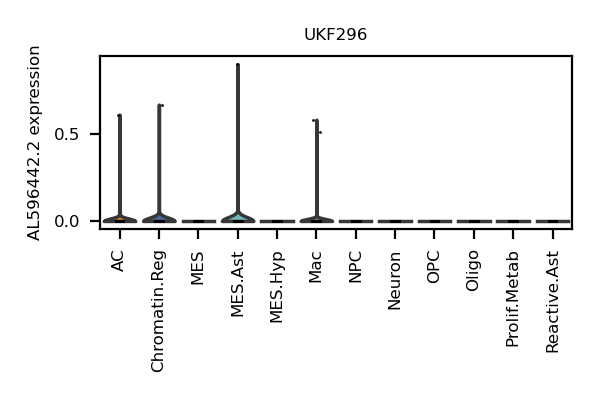 UKF296
AL596442.2 expression
0.5
0.0
AC
Chromatin.Reg
MES
MES.Ast
MES.Hyp
Mac
NPC
Neuron
OPC
Oligo
Prolif.Metab
Reactive.Ast